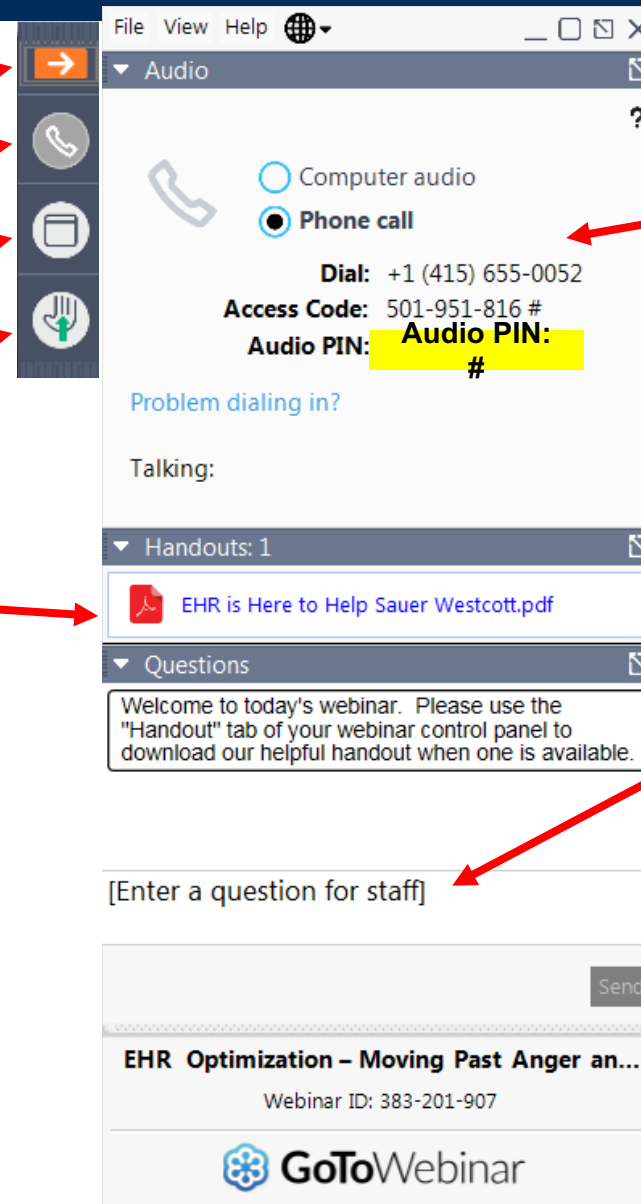 File View Help
Audio
?
Computer audio
Phone call
Dial: +1 (415) 655-0052
Access Code: 501-951-816 #
Audio PIN: Audio PIN:
#
Problem dialing in?
Talking:
Handouts: 1
EHR is Here to Help Sauer Westcott.pdf
Questions
Welcome to today's webinar. Please use the
"Handout" tab of your webinar control panel to
download our helpful handout when one is available.
[Enter a question for staff]
Send
EHR Optimization – Moving Past Anger an...
Webinar ID: 383-201-907
GoToWebinar